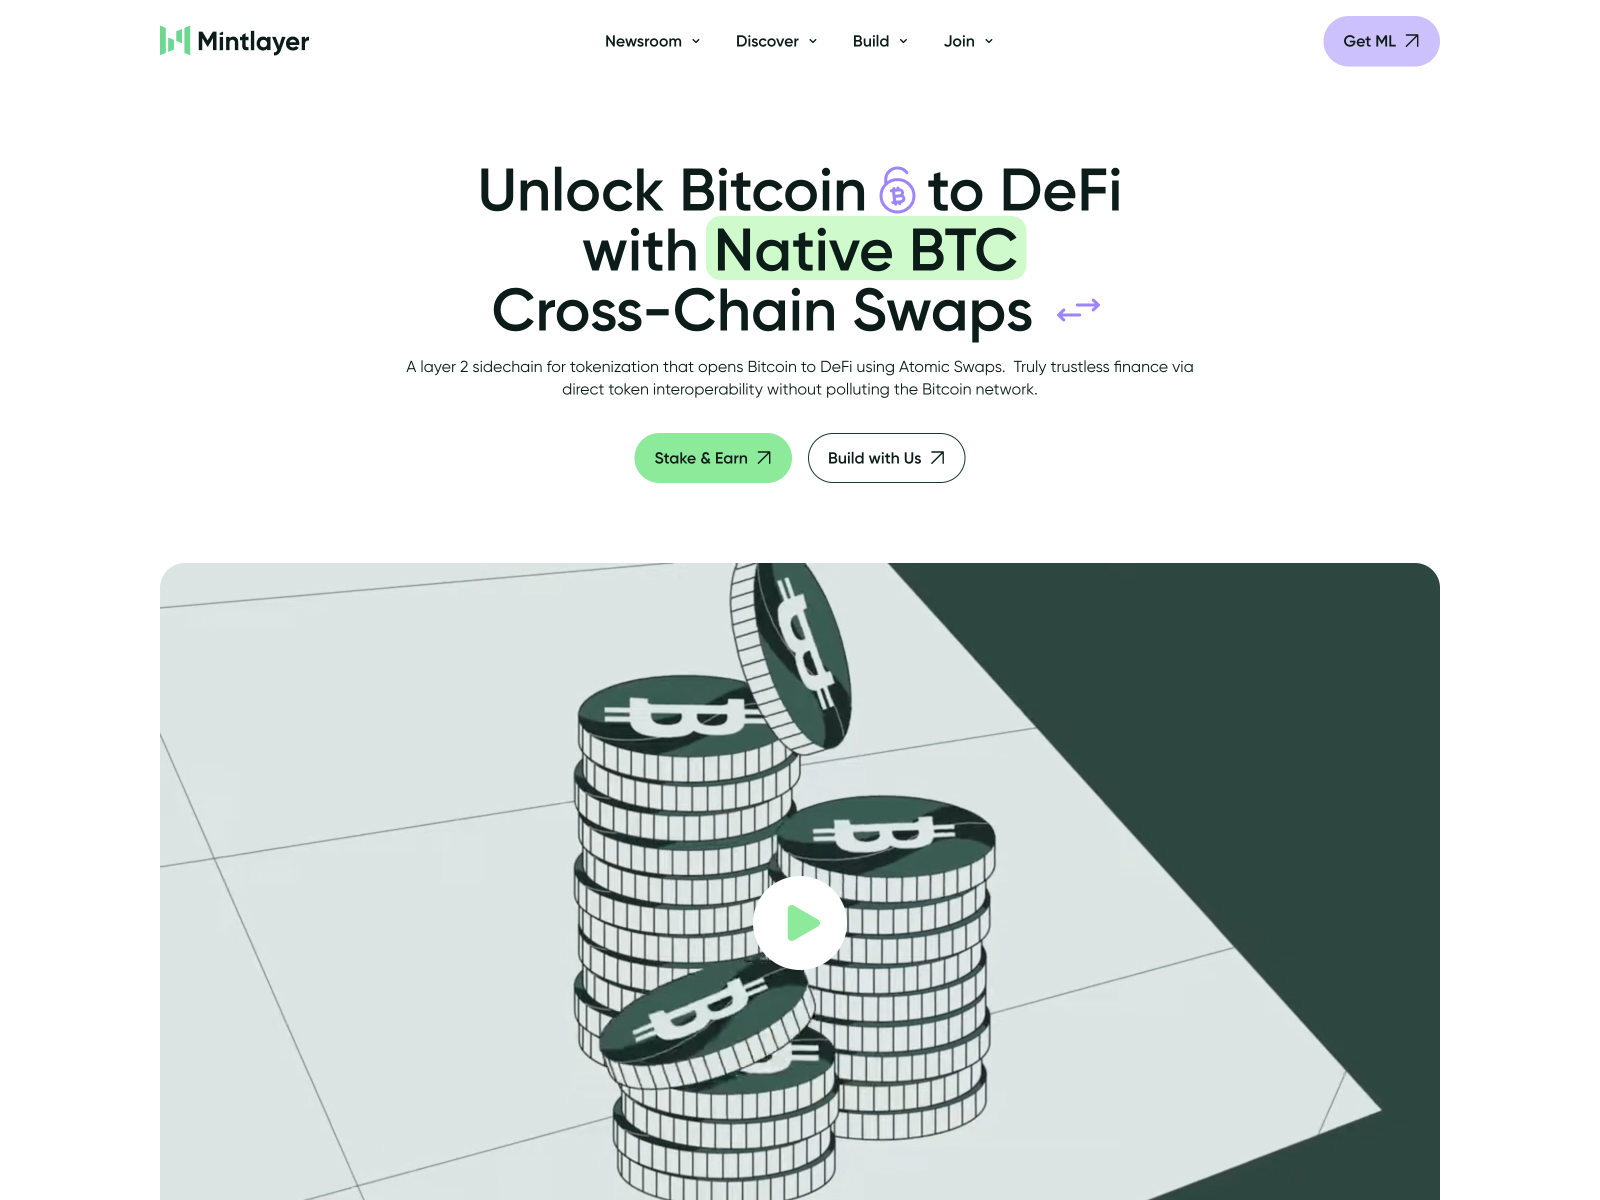 Mintlayer
Newsroom
Discover
Build
Join
Get ML
Unlock Bitcoin to DeFi
with Native BTC
Cross-Chain Swaps
A layer 2 sidechain for tokenization that opens Bitcoin to DeFi using Atomic Swaps. Truly trustless finance via
direct token interoperability without polluting the Bitcoin network.
Stake & Earn
Build with Us